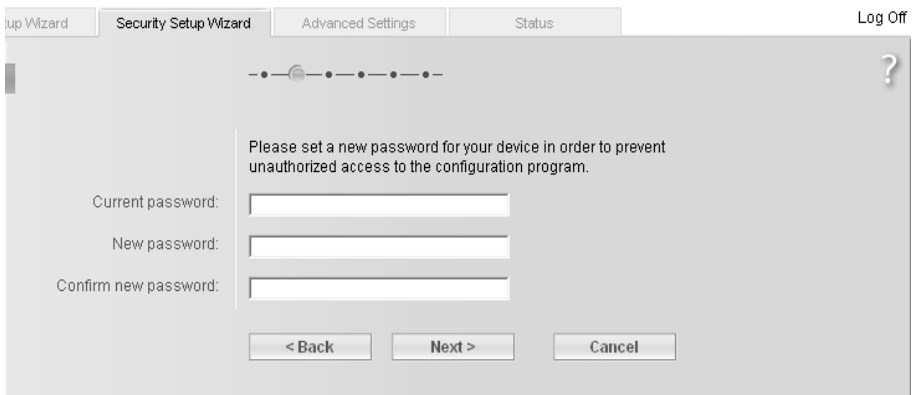 tup Wizard
Security Setup Wizard
Advanced Settings
Status
Log Off
?
Please set a new password for your device in order to prevent
unauthorized access to the configuration program.
Current password:
New password:
Confirm new password:
< Back
Next >
Cancel